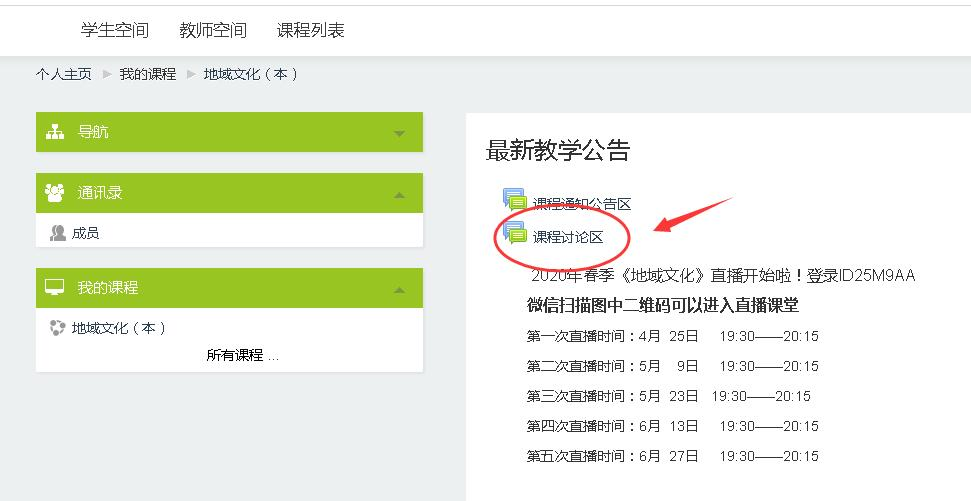 学生空间 教师空间 课程列表
个人主页 我的课程 地域文化（本）
导航
通讯录
成员
我的课程
地域文化（本）
所有课程 ...
最新教学公告
课程通知公告区
课程讨论区
2020年春季《地域文化》直播开始啦！登录ID25M9AA
微信扫描图中二维码可以进入直播课堂
第一次直播时间：4月 25日 19:30——20:15
第二次直播时间：5月 9日 19:30——20:15
第三次直播时间：5月 23日 19:30——20:15
第四次直播时间：6月 13日 19:30——20:15
第五次直播时间：6月 27日 19:30——20:15